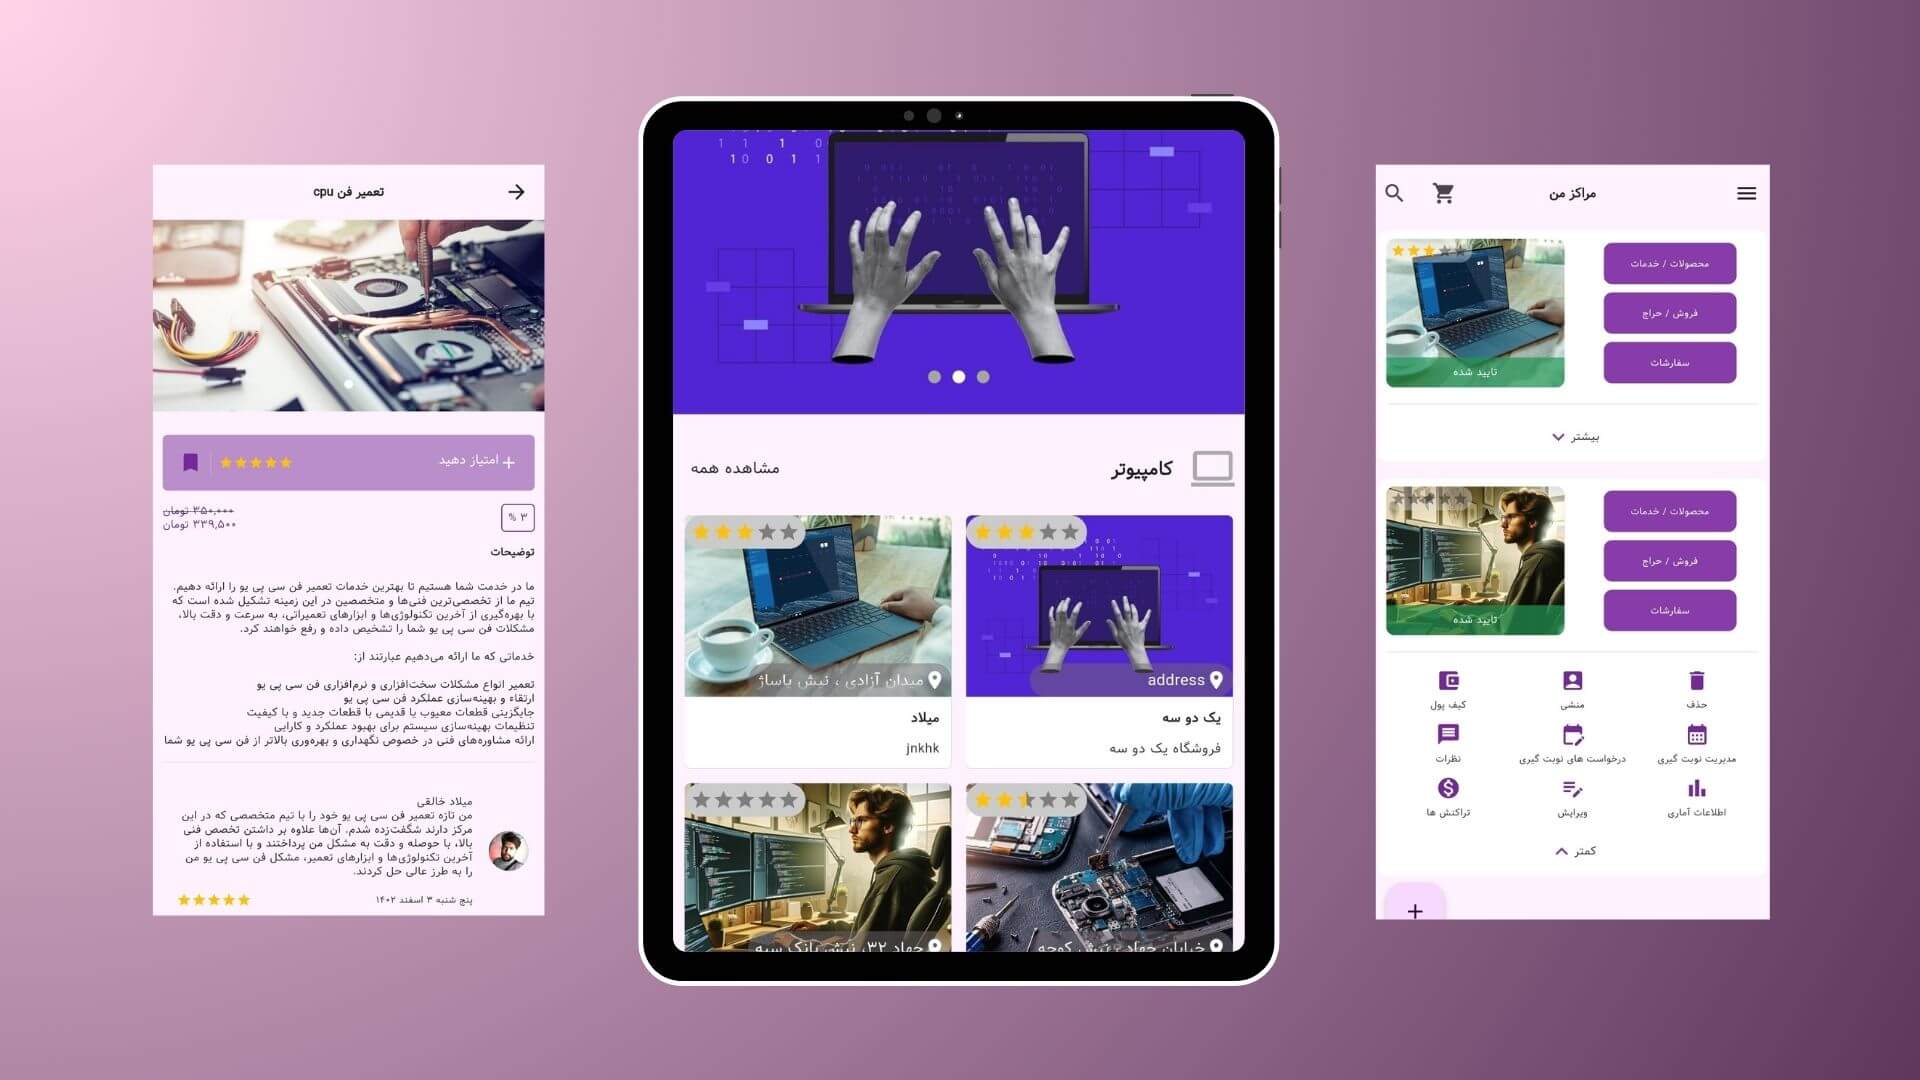 تعمیر فن cpu
امتیاز دهید
۳ %
۳۵۰,۰۰۰ تومان
۳۳۹,۵۰۰ تومان
توضیحات
ما در خدمت شما هستیم تا بهترین خدمات تعمیر فن سی پی یو را ارائه دهیم.
تیم ما از تخصصی‌ترین فنی‌ها و متخصصین در این زمینه تشکیل شده است که
با بهره‌گیری از آخرین تکنولوژی‌ها و ابزارهای تعمیراتی، به سرعت و دقت بالا،
مشکلات فن سی پی یو شما را تشخیص داده و رفع خواهند کرد.
خدماتی که ما ارائه می‌دهیم عبارتند از:
تعمیر انواع مشکلات سخت‌افزاری و نرم‌افزاری فن سی پی یو
ارتقاء و بهینه‌سازی عملکرد فن سی پی یو
جایگزینی قطعات معیوب یا قدیمی با قطعات جدید و با کیفیت
تنظیمات بهینه‌سازی سیستم برای بهبود عملکرد و کارایی
ارائه مشاوره‌های فنی در خصوص نگهداری و بهره‌وری بالاتر از فن سی پی یو شما
میلاد خالقی
من تازه تعمیر فن سی پی یو خود را با تیم متخصصی که در این
مرکز دارند شگفت‌زده شدم. آن‌ها علاوه بر داشتن تخصص فنی
بالا، با حوصله و دقت به مشکل من پرداختند و با استفاده از
آخرین تکنولوژی‌ها و ابزارهای تعمیر، مشکل فن سی پی یو من
را به طرز عالی حل کردند.
پنج شنبه ۳ اسفند ۱۴۰۲
1 1 1 0
1 0 0 1 1
کامپیوتر
مشاهده همه
address
یک دو سه
فروشگاه یک دو سه
میدان آزادی ، نبش پاساژ
میلاد
jnkhk
خیابان جهاد ، نبش کوچه
جهاد ۳۲، نبش بانک سپه
مراکز من
محصولات / خدمات
فروش / حراج
سفارشات
تایید شده
بیشتر
محصولات / خدمات
فروش / حراج
سفارشات
تایید شده
حذف
منشی
کیف پول
مدیریت نوبت گیری
درخواست های نوبت گیری
نظرات
اطلاعات آماری
ویرایش
تراکنش ها
کمتر